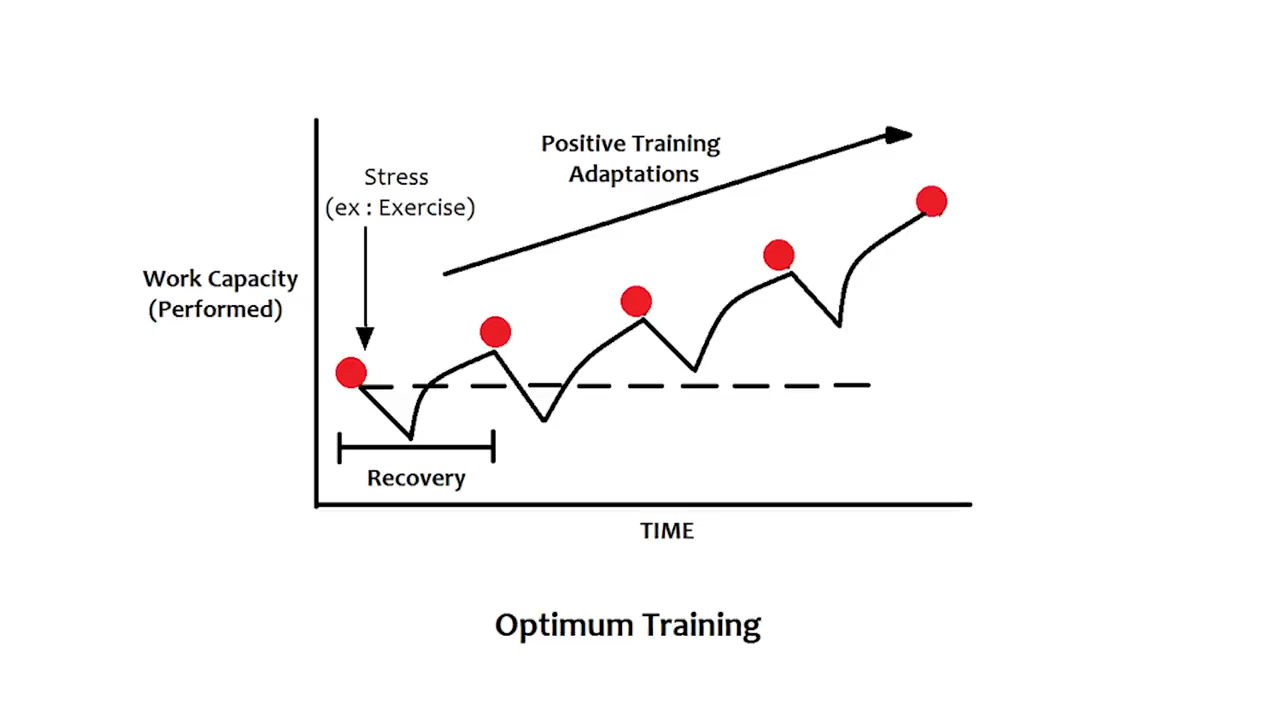 Positive Training
Adaptations
Stress
(ex : Exercise)
Work Capacity
(Performed)
Recovery
TIME
Optimum Training